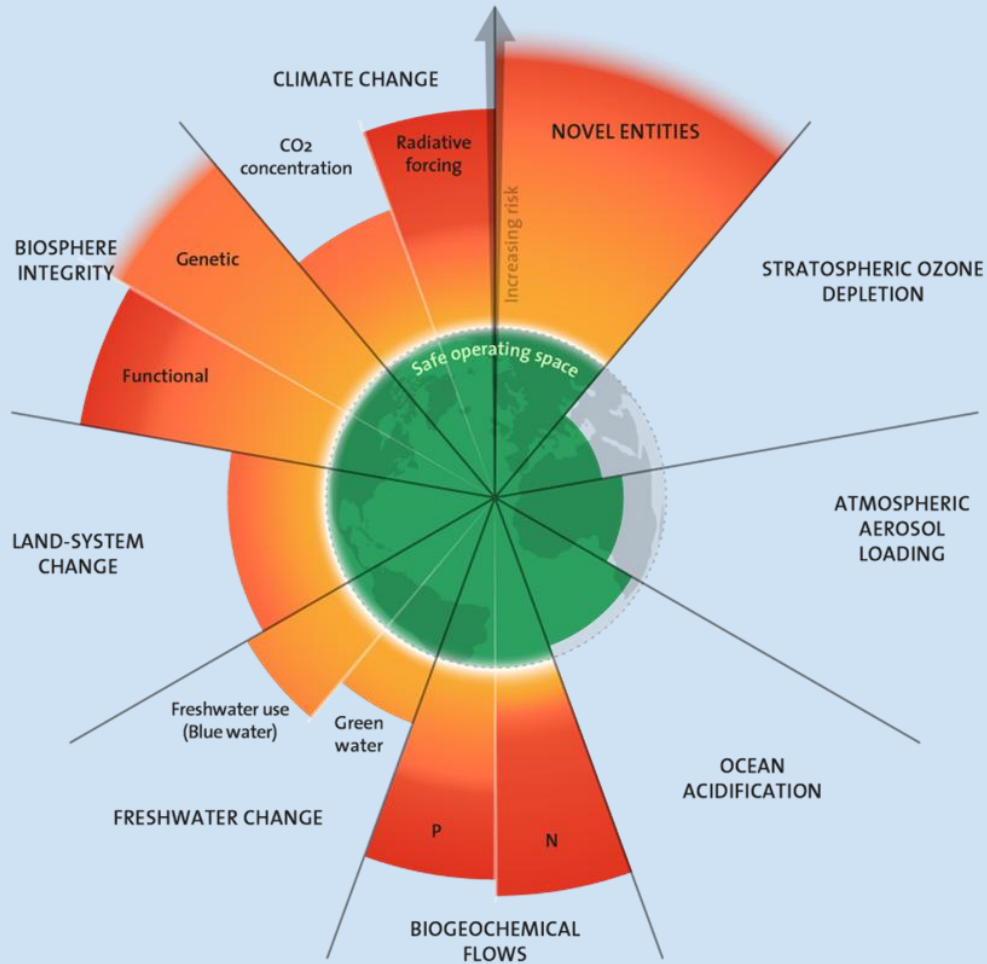 CLIMATE CHANGE
CO2
concentration
Radiative
forcing
NOVEL ENTITIES
Increasing risk
BIOSPHERE
INTEGRITY
Genetic
Functional
STRATOSPHERIC OZONE
DEPLETION
Safe operating space
LAND-SYSTEM
CHANGE
ATMOSPHERIC
AEROSOL
LOADING
Freshwater use
(Blue water)
Green
water
FRESHWATER CHANGE
P
N
OCEAN
ACIDIFICATION
BIOGEOCHEMICAL
FLOWS